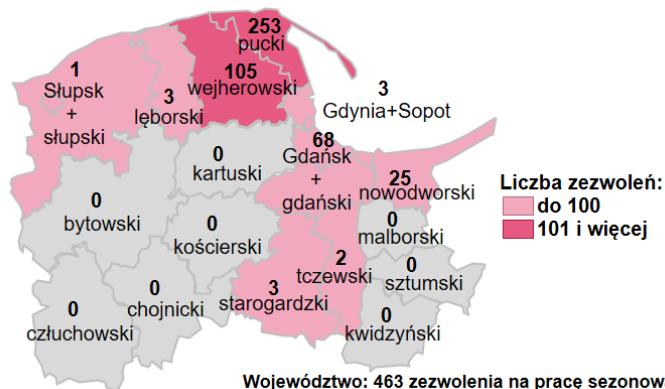 253
pucki
1
Słupsk
+
słupski
3
lęborski
105
wejherowski
3
Gdynia+Sopot
0
kartuski
68
Gdańsk
+
gdański
25
nowodworski
0
bytowski
0
kościerski
0
malborski
0
człuchowski
0
chojnicki
3
starogardzki
2
tczewski
0
sztumski
0
kwidzyński
Liczba zezwoleń:
do 100
101 i więcej
Województwo: 463 zezwolenia na pracę sezonow